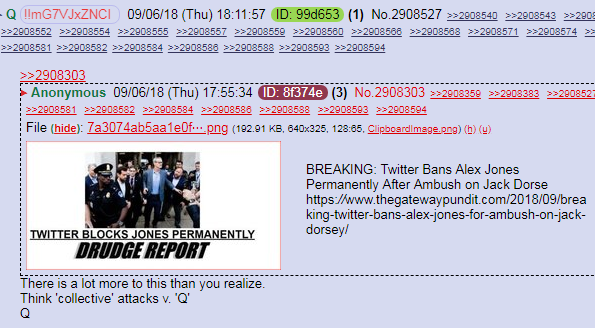 Q !!mG7VJxZNCI 09/06/18 (Thu) 18:11:57 ID: 99d653 (1) No.2908527 >>2908540 >>2908543
>>2908552 >>2908554 >>2908555 >>2908557 >>2908559 >>2908560 >>2908566 >>2908568 >>2908571 >>2908574
>>2908581 >>2908582 >>2908584 >>2908586 >>2908588 >>2908593 >>2908594
>>2908303
Anonymous 09/06/18 (Thu) 17:55:34 ID: 8f374e (3) No.2908303 >>2908359 >>2908383 >>2908527
>>2908581 >>2908582 >>2908584 >>2908586 >>2908588 >>2908593 >>2908594
File (hide): 7a3074ab5aa1e0f⋯.png (192.91 KB, 640x325, 128:65, ClipboardImage.png) (h) (u)
TWITTER BLOCKS JONES PERMANENTLY
DRUDGE REPORT
BREAKING: Twitter Bans Alex Jones
Permanently After Ambush on Jack Dorse
https://www.thegatewaypundit.com/2018/09/brea
king-twitter-bans-alex-jones-for-ambush-on-jack-
dorsey/
There is a lot more to this than you realize.
Think 'collective' attacks v. 'Q'
Q